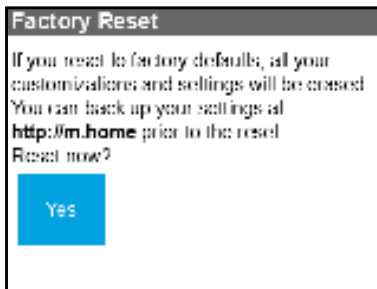 Factory Reset
If you reset to factory defaults, all your
customizations and settings will be erased
You can back up your settings at
http://m.home prior to the reset
Reset now?
Yes